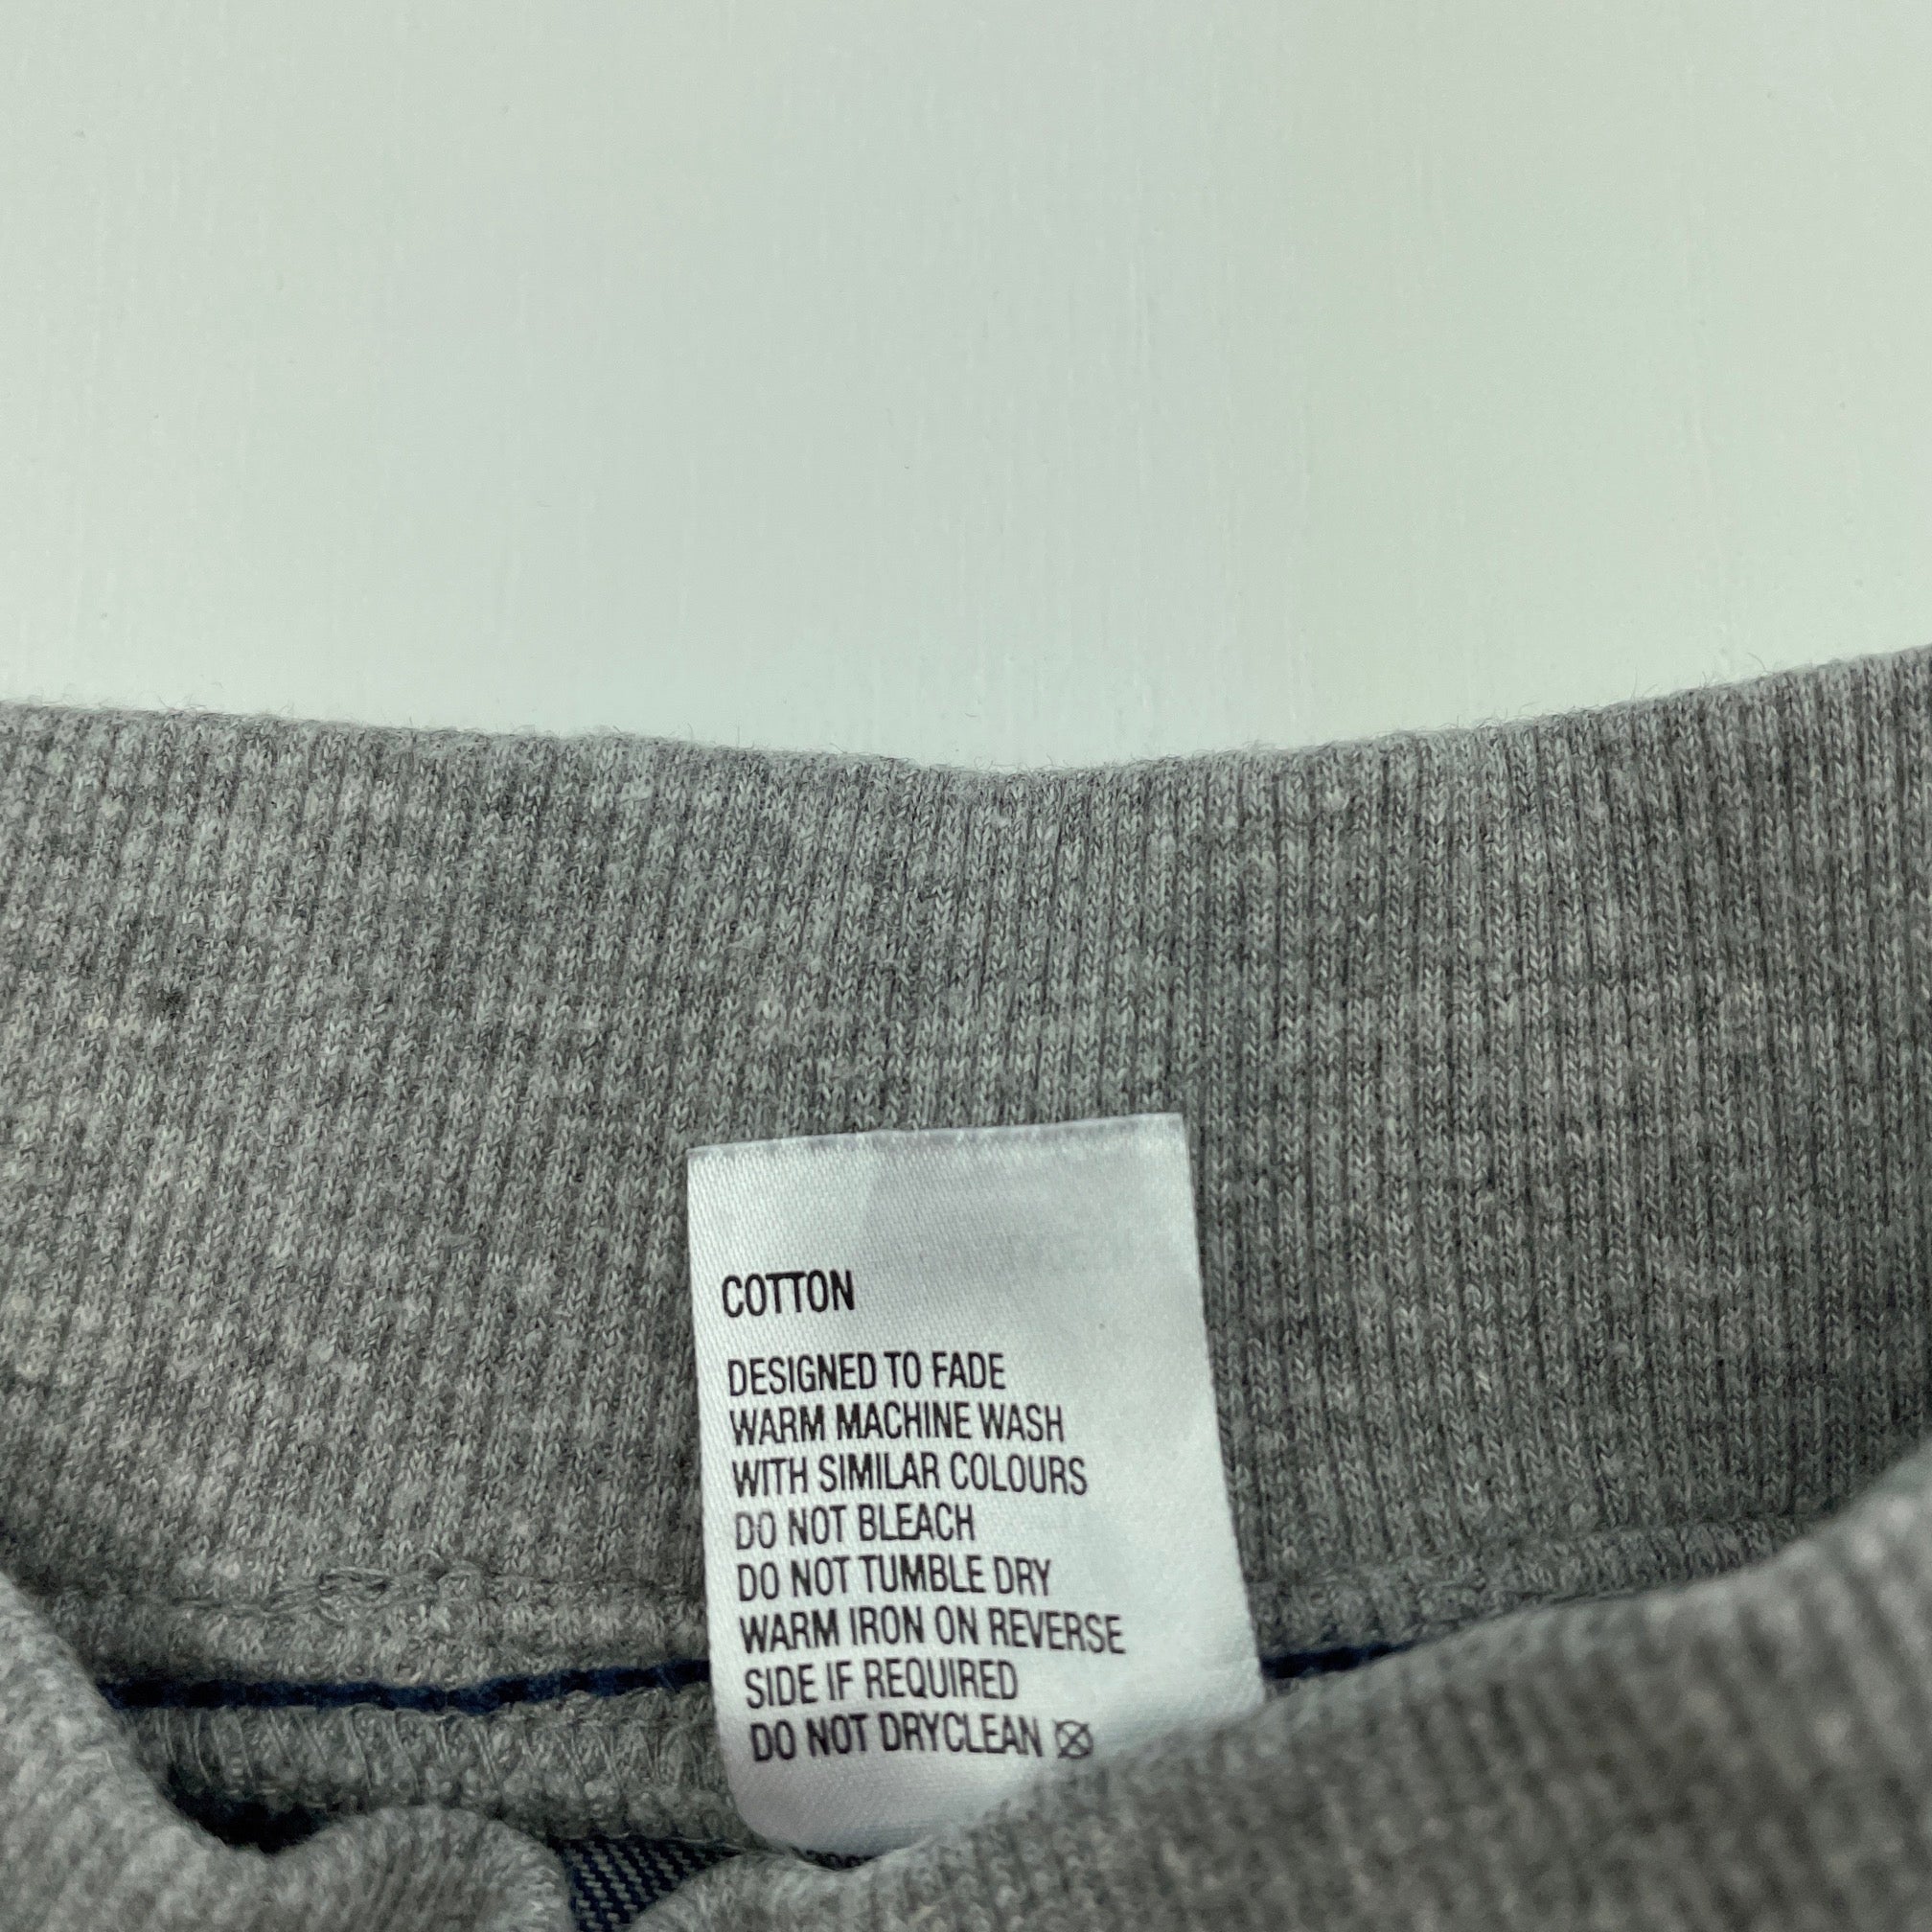 COTTON
DESIGNED TO FADE
WARM MACHINE WASH
WITH SIMILAR COLOURS
DO NOT BLEACH
DO NOT TUMBLE DRY
WARM IRON ON REVERSE
SIDE IF REQUIRED
DO NOT DRYCLEAN